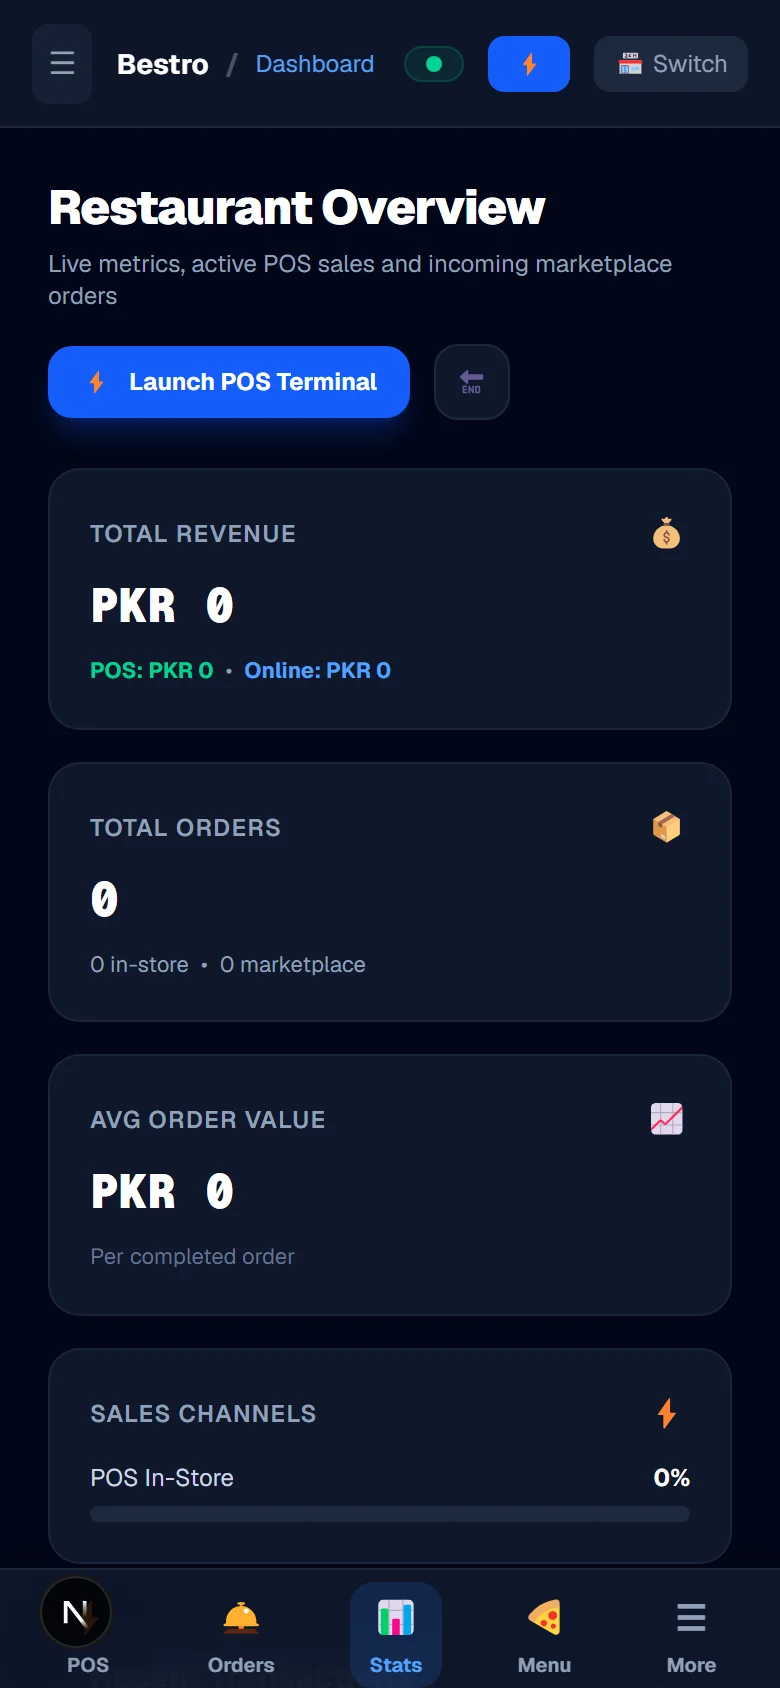 Bestro / Dashboard
Switch
Restaurant Overview
Live metrics, active POS sales and incoming marketplace
orders
Launch POS Terminal
END
TOTAL REVENUE
PKR 0
POS: PKR 0 • Online: PKR 0
TOTAL ORDERS
0
0 in-store • 0 marketplace
AVG ORDER VALUE
PKR 0
Per completed order
SALES CHANNELS
POS In-Store 0%
N
POS Orders Stats Menu More